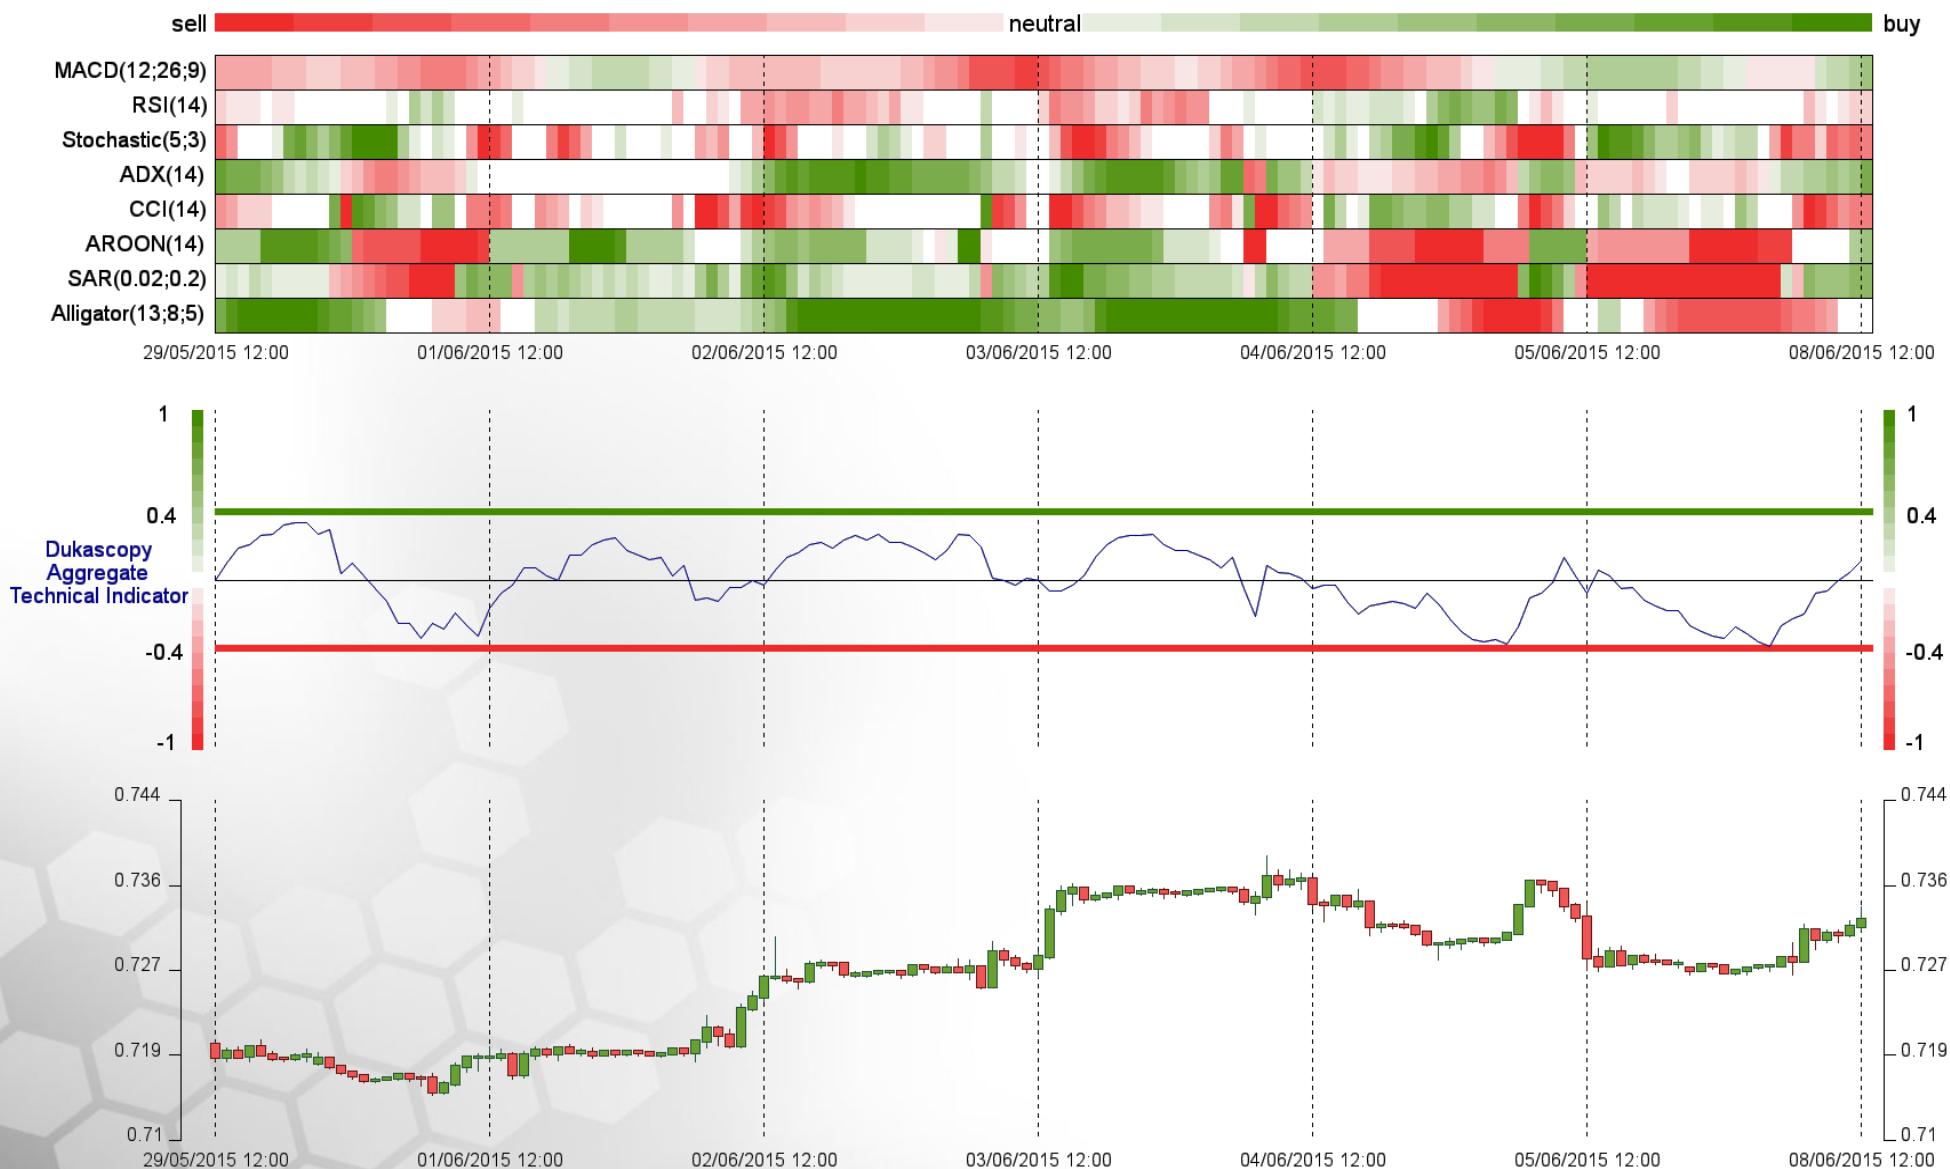 sell neutral buy
MACD(12;26;9)
RSI(14)
Stochastic(5;3)
ADX(14)
CCI(14)
AROON(14)
SAR(0.02;0.2)
Alligator(13;8;5)
29/05/2015 12:00 01/06/2015 12:00 02/06/2015 12:00 03/06/2015 12:00 04/06/2015 12:00 05/06/2015 12:00 08/06/2015 12:00
1 1
0.4 0.4
Dukascopy
Aggregate
Technical Indicator
-0.4 -0.4
-1 -1
0.744 0.744
0.736 0.736
0.727 0.727
0.719 0.719
0.71 0.71
29/05/2015 12:00 01/06/2015 12:00 02/06/2015 12:00 03/06/2015 12:00 04/06/2015 12:00 05/06/2015 12:00 08/06/2015 12:00